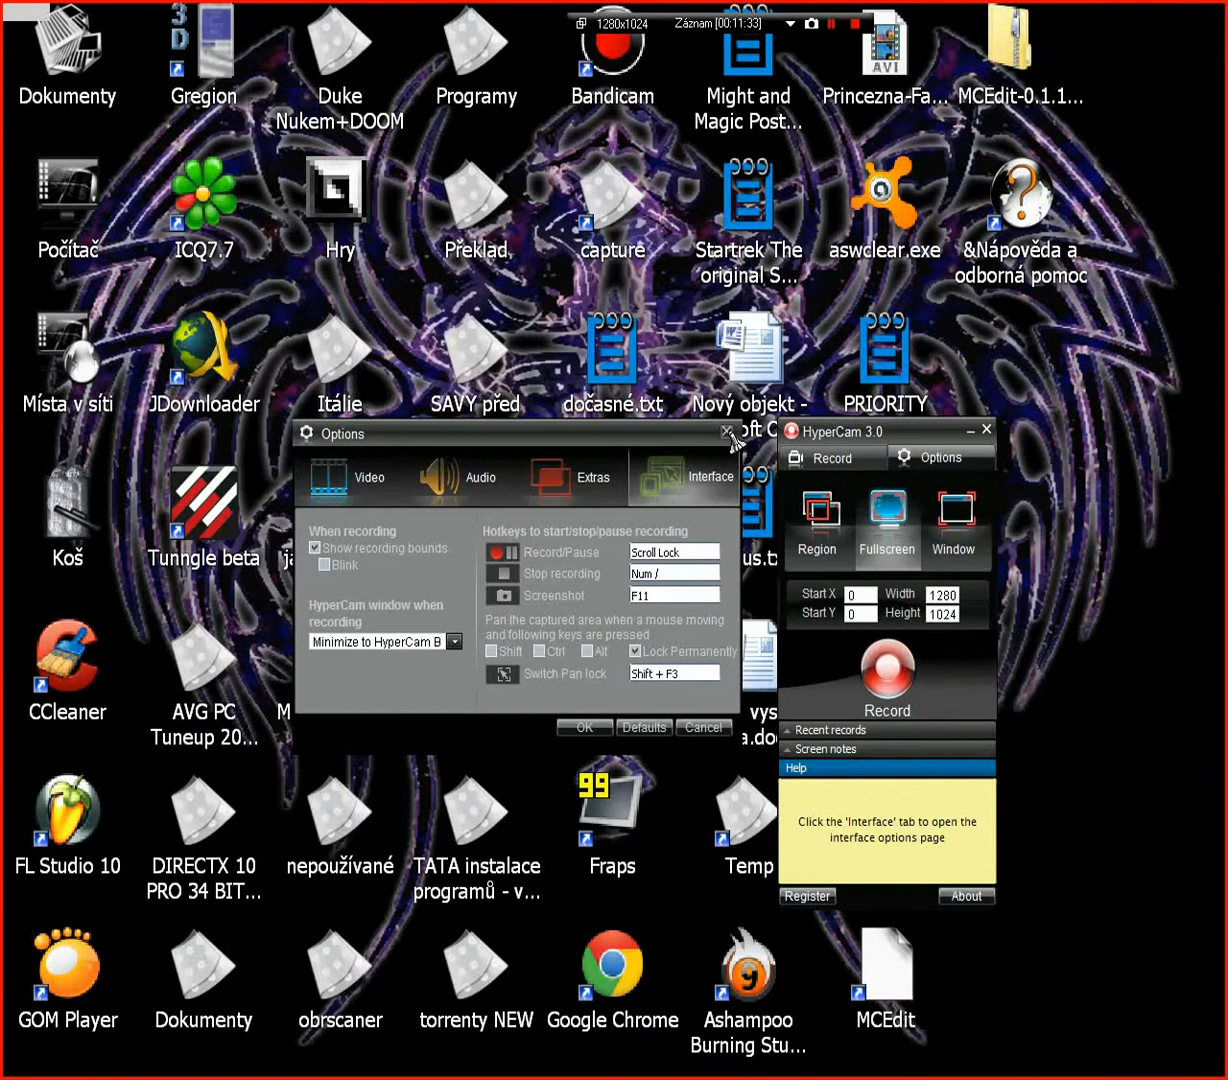 1280x1024 Záznam [00:11:33]
3
D
AVI
Dokumenty
Gregion
Duke
Nukem+DOOM
Programy
Bandicam
Might and
Magic Post...
Princezna-Fa...
MCEdit-0.1.1...
Počítač
ICQ7.7
Hry
Překlad
capture
Startrek The
original S...
aswclear.exe
&Nápověda a
odborná pomoc
Místa v síti
JDownloader
Itálie
SAVY před
dočasné.txt
Nový objekt -
PRIORITY
Options
HyperCam 3.0
Record
Options
Video
Audio
Extras
Interface
When recording
Show recording bounds
Blink
HyperCam window when
recording
Minimize to HyperCam B
Hotkeys to start/stop/pause recording
Record/Pause
Scroll Lock
Stop recording
Num /
Screenshot
F11
Pan the captured area when a mouse moving
and following keys are pressed
Shift
Ctrl
Alt
Lock Permanently
Switch Pan lock
Shift + F3
OK
Defaults
Cancel
Region
Fullscreen
Window
Start X
0
Width
1280
Start Y
0
Height
1024
Record
Recent records
Screen notes
Help
Click the 'Interface' tab to open the
interface options page
Register
About
Koš
Tunngle beta
CCleaner
AVG PC
Tuneup 20...
FL Studio 10
DIRECTX 10
PRO 34 BIT...
nepoužívané
TATA instalace
programů - v...
99
Fraps
Temp
GOM Player
Dokumenty
obrscaner
torrenty NEW
Google Chrome
9
Ashampoo
Burning Stu...
MCEdit